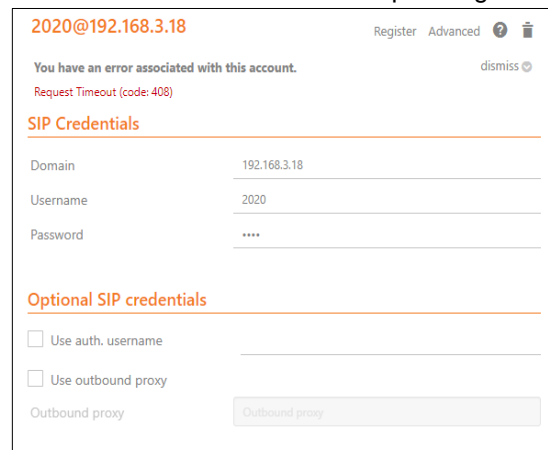 2020@192.168.3.18 Register Advanced ?
You have an error associated with this account. dismiss
Request Timeout (code: 408)
SIP Credentials
Domain 192.168.3.18
Username 2020
Password ••••
Optional SIP credentials
Use auth. username
Use outbound proxy
Outbound proxy Outbound proxy